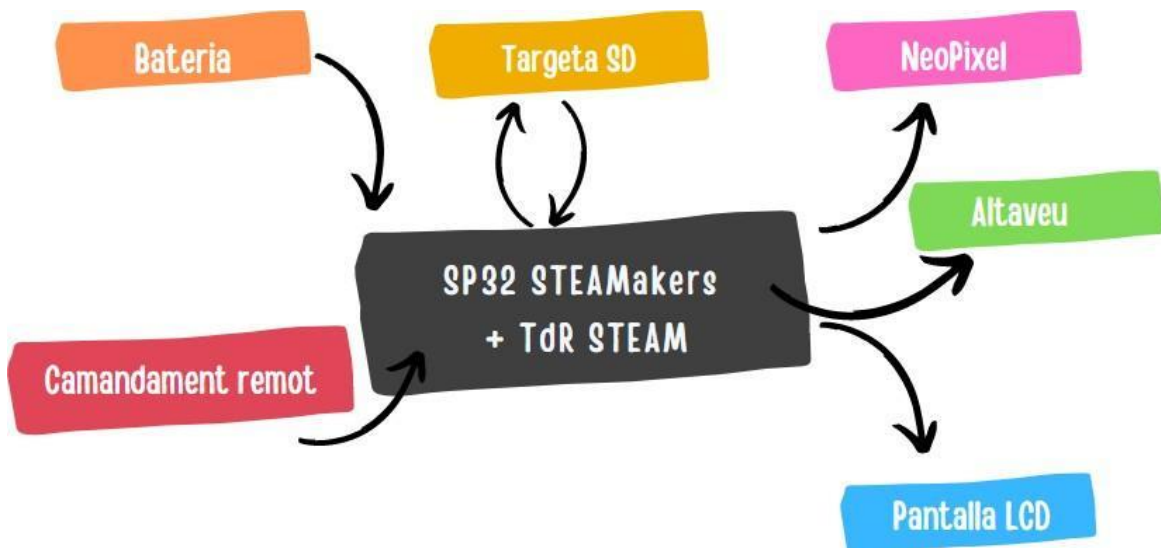 Bateria
Targeta SD
NeoPixel
Altaveu
SP32 STEAMakers
+ TdR STEAM
Camandament remot
Pantalla LCD